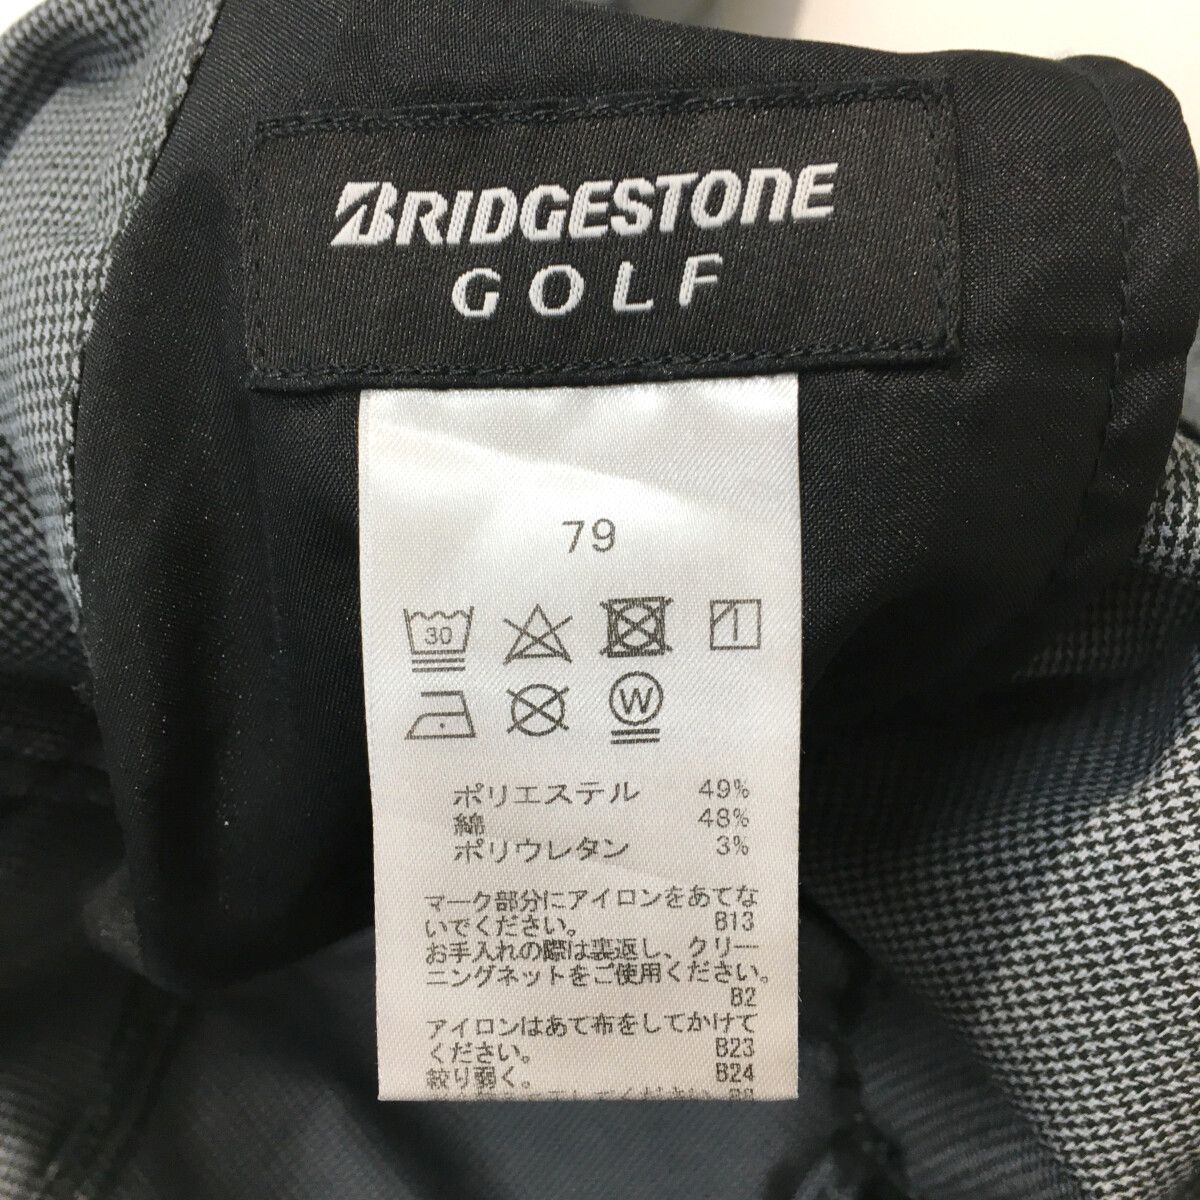 BRIDGESTONE
GOLF
79
30
W
ポリエステル 49%
綿 48%
ポリウレタン 3%
マーク部分にアイロンをあてな
いでください。 B13
お手入れの際は裏返し、クリー
ニングネットをご使用ください。
B2
アイロンはあて布をしてかけて
ください。 B23
絞り弱く。 B24